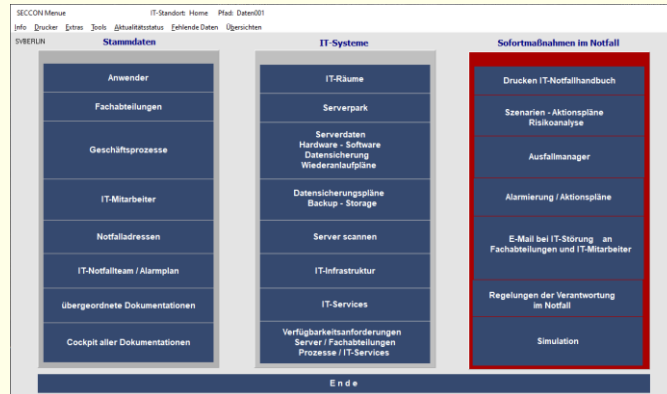 SECCON Menue IT-Standort: Home Pfad: Daten001
Info Drucker Extras Tools Aktualitätsstatus Fehlende Daten Übersichten
SVBERLIN
Stammdaten
Anwender
Fachabteilungen
Geschäftsprozesse
IT-Mitarbeiter
Notfalladressen
IT-Notfallteam / Alarmplan
übergeordnete Dokumentationen
Cockpit aller Dokumentationen
IT-Systeme
IT-Räume
Serverpark
Serverdaten
Hardware - Software
Datensicherung
Wiederanlaufpläne
Datensicherungspläne
Backup - Storage
Server scannen
IT-Infrastruktur
IT-Services
Verfügbarkeitsanforderungen
Server / Fachabteilungen
Prozesse / IT-Services
Sofortmaßnahmen im Notfall
Drucken IT-Notfallhandbuch
Szenarien - Aktionspläne
Risikoanalyse
Ausfallmanager
Alarmierung / Aktionspläne
E-Mail bei IT-Störung an
Fachabteilungen und IT-Mitarbeiter
Regelungen der Verantwortung
im Notfall
Simulation
E n d e